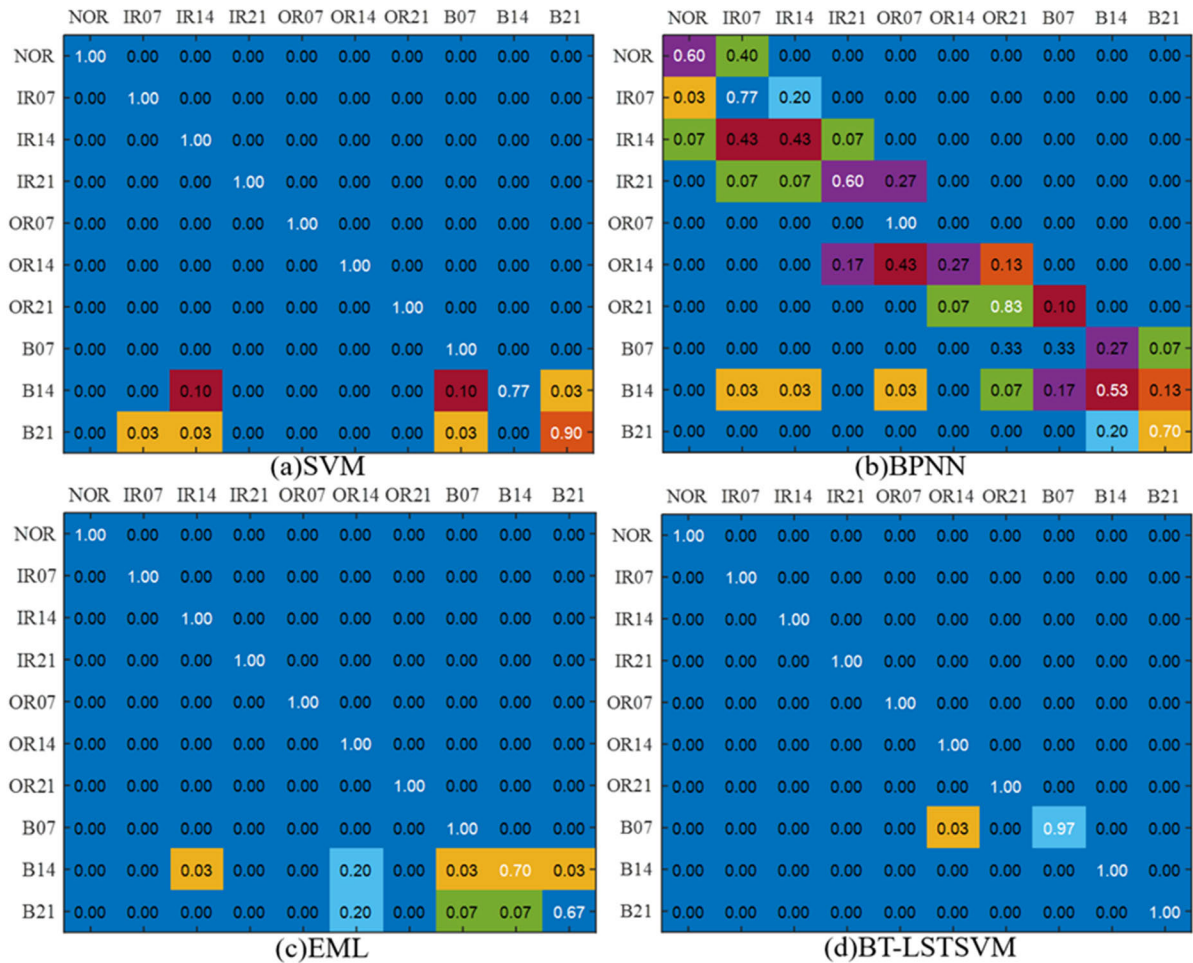 NOR IR07 IR14 IR21 OR07 OR14 OR21 B07 B14 B21
NOR 1.00 0.00 0.00 0.00 0.00 0.00 0.00 0.00 0.00 0.00
IR07 0.00 1.00 0.00 0.00 0.00 0.00 0.00 0.00 0.00 0.00
IR14 0.00 0.00 1.00 0.00 0.00 0.00 0.00 0.00 0.00 0.00
IR21 0.00 0.00 0.00 1.00 0.00 0.00 0.00 0.00 0.00 0.00
OR07 0.00 0.00 0.00 0.00 1.00 0.00 0.00 0.00 0.00 0.00
OR14 0.00 0.00 0.00 0.00 0.00 1.00 0.00 0.00 0.00 0.00
OR21 0.00 0.00 0.00 0.00 0.00 0.00 1.00 0.00 0.00 0.00
B07 0.00 0.00 0.00 0.00 0.00 0.00 0.00 1.00 0.00 0.00
B14 0.00 0.00 0.10 0.00 0.00 0.00 0.00 0.10 0.77 0.03
B21 0.00 0.03 0.03 0.00 0.00 0.00 0.00 0.03 0.00 0.90
(a)SVM
NOR IR07 IR14 IR21 OR07 OR14 OR21 B07 B14 B21
NOR 0.60 0.40 0.00 0.00 0.00 0.00 0.00 0.00 0.00 0.00
IR07 0.03 0.77 0.20 0.00 0.00 0.00 0.00 0.00 0.00 0.00
IR14 0.07 0.43 0.43 0.07 0.00 0.00 0.00 0.00 0.00 0.00
IR21 0.00 0.07 0.07 0.60 0.27 0.00 0.00 0.00 0.00 0.00
OR07 0.00 0.00 0.00 0.00 1.00 0.00 0.00 0.00 0.00 0.00
OR14 0.00 0.00 0.00 0.17 0.43 0.27 0.13 0.00 0.00 0.00
OR21 0.00 0.00 0.00 0.00 0.00 0.07 0.83 0.10 0.00 0.00
B07 0.00 0.00 0.00 0.00 0.00 0.00 0.33 0.33 0.27 0.07
B14 0.00 0.03 0.03 0.00 0.03 0.00 0.07 0.17 0.53 0.13
B21 0.00 0.00 0.00 0.00 0.00 0.00 0.00 0.00 0.20 0.70
(b)BPNN
NOR IR07 IR14 IR21 OR07 OR14 OR21 B07 B14 B21
NOR 1.00 0.00 0.00 0.00 0.00 0.00 0.00 0.00 0.00 0.00
IR07 0.00 1.00 0.00 0.00 0.00 0.00 0.00 0.00 0.00 0.00
IR14 0.00 0.00 1.00 0.00 0.00 0.00 0.00 0.00 0.00 0.00
IR21 0.00 0.00 0.00 1.00 0.00 0.00 0.00 0.00 0.00 0.00
OR07 0.00 0.00 0.00 0.00 1.00 0.00 0.00 0.00 0.00 0.00
OR14 0.00 0.00 0.00 0.00 0.00 1.00 0.00 0.00 0.00 0.00
OR21 0.00 0.00 0.00 0.00 0.00 0.00 1.00 0.00 0.00 0.00
B07 0.00 0.00 0.00 0.00 0.00 0.00 0.00 1.00 0.00 0.00
B14 0.00 0.00 0.03 0.00 0.00 0.20 0.00 0.03 0.70 0.03
B21 0.00 0.00 0.00 0.00 0.00 0.20 0.00 0.07 0.07 0.67
(c)EML
NOR IR07 IR14 IR21 OR07 OR14 OR21 B07 B14 B21
NOR 1.00 0.00 0.00 0.00 0.00 0.00 0.00 0.00 0.00 0.00
IR07 0.00 1.00 0.00 0.00 0.00 0.00 0.00 0.00 0.00 0.00
IR14 0.00 0.00 1.00 0.00 0.00 0.00 0.00 0.00 0.00 0.00
IR21 0.00 0.00 0.00 1.00 0.00 0.00 0.00 0.00 0.00 0.00
OR07 0.00 0.00 0.00 0.00 1.00 0.00 0.00 0.00 0.00 0.00
OR14 0.00 0.00 0.00 0.00 0.00 1.00 0.00 0.00 0.00 0.00
OR21 0.00 0.00 0.00 0.00 0.00 0.00 1.00 0.00 0.00 0.00
B07 0.00 0.00 0.00 0.00 0.00 0.03 0.00 0.97 0.00 0.00
B14 0.00 0.00 0.00 0.00 0.00 0.00 0.00 0.00 1.00 0.00
B21 0.00 0.00 0.00 0.00 0.00 0.00 0.00 0.00 0.00 1.00
(d)BT-LSTSVM